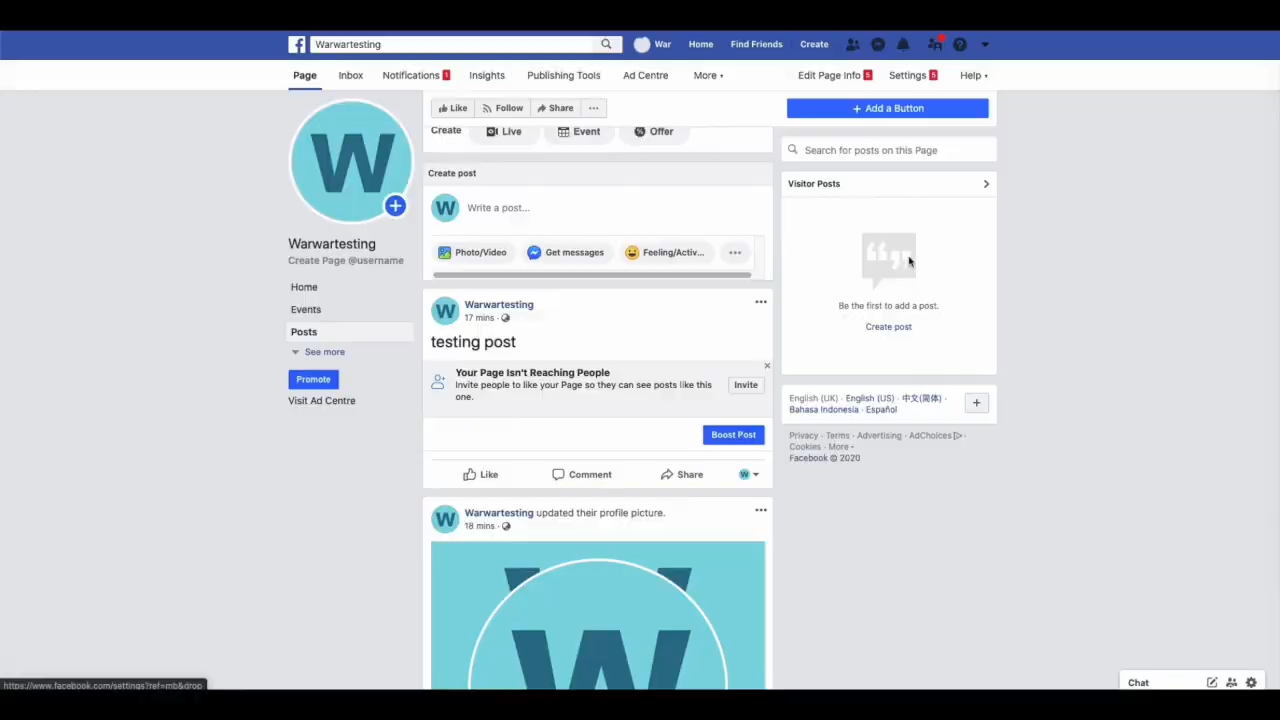 Warwartesting
War
Home
Find Friends
Create
Page
Inbox
Notifications 1
Insights
Publishing Tools
Ad Centre
More
Edit Page Info 5
Settings 5
Help
W
Warwartesting
Create Page @username
Home
Events
Posts
See more
Promote
Visit Ad Centre
Like
Follow
Share
Create
Live
Event
Offer
Create post
W
Write a post...
Photo/Video
Get messages
Feeling/Activ...
W
Warwartesting
17 mins ·
testing post
Your Page Isn't Reaching People
Invite people to like your Page so they can see posts like this
one.
Invite
Boost Post
Like
Comment
Share
W
W
Warwartesting updated their profile picture.
18 mins ·
W
+ Add a Button
Search for posts on this Page
Visitor Posts
Be the first to add a post.
Create post
English (UK) · English (US) · 中文(简体) ·
Bahasa Indonesia · Español
Privacy · Terms · Advertising · AdChoices ·
Cookies · More
Facebook © 2020
Chat
https://www.facebook.com/settings?ref=mb&drop